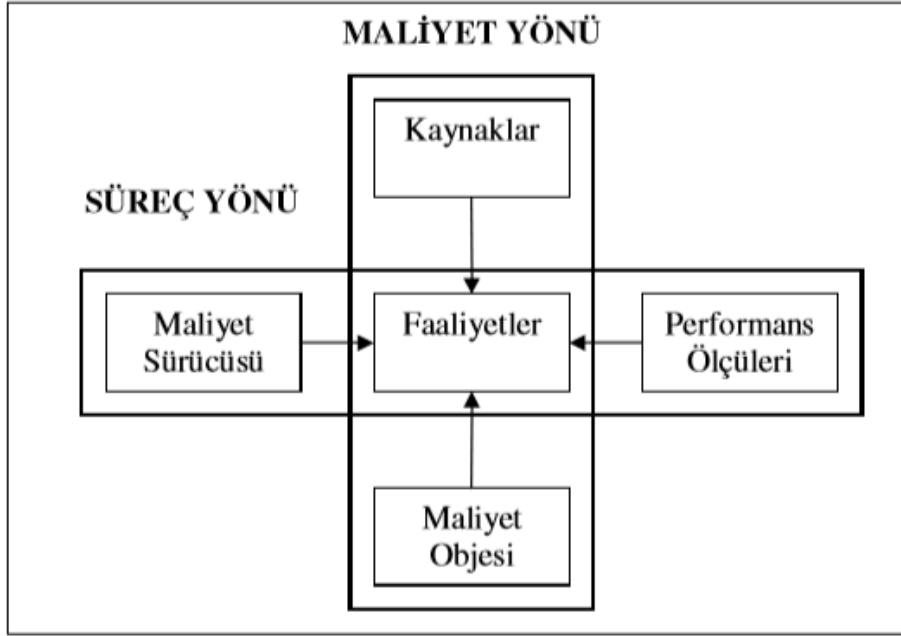 MALİYET YÖNÜ
Kaynaklar
SÜREÇ YÖNÜ
Maliyet
Sürücüsü
Faaliyetler
Performans
Ölçüleri
Maliyet
Objesi